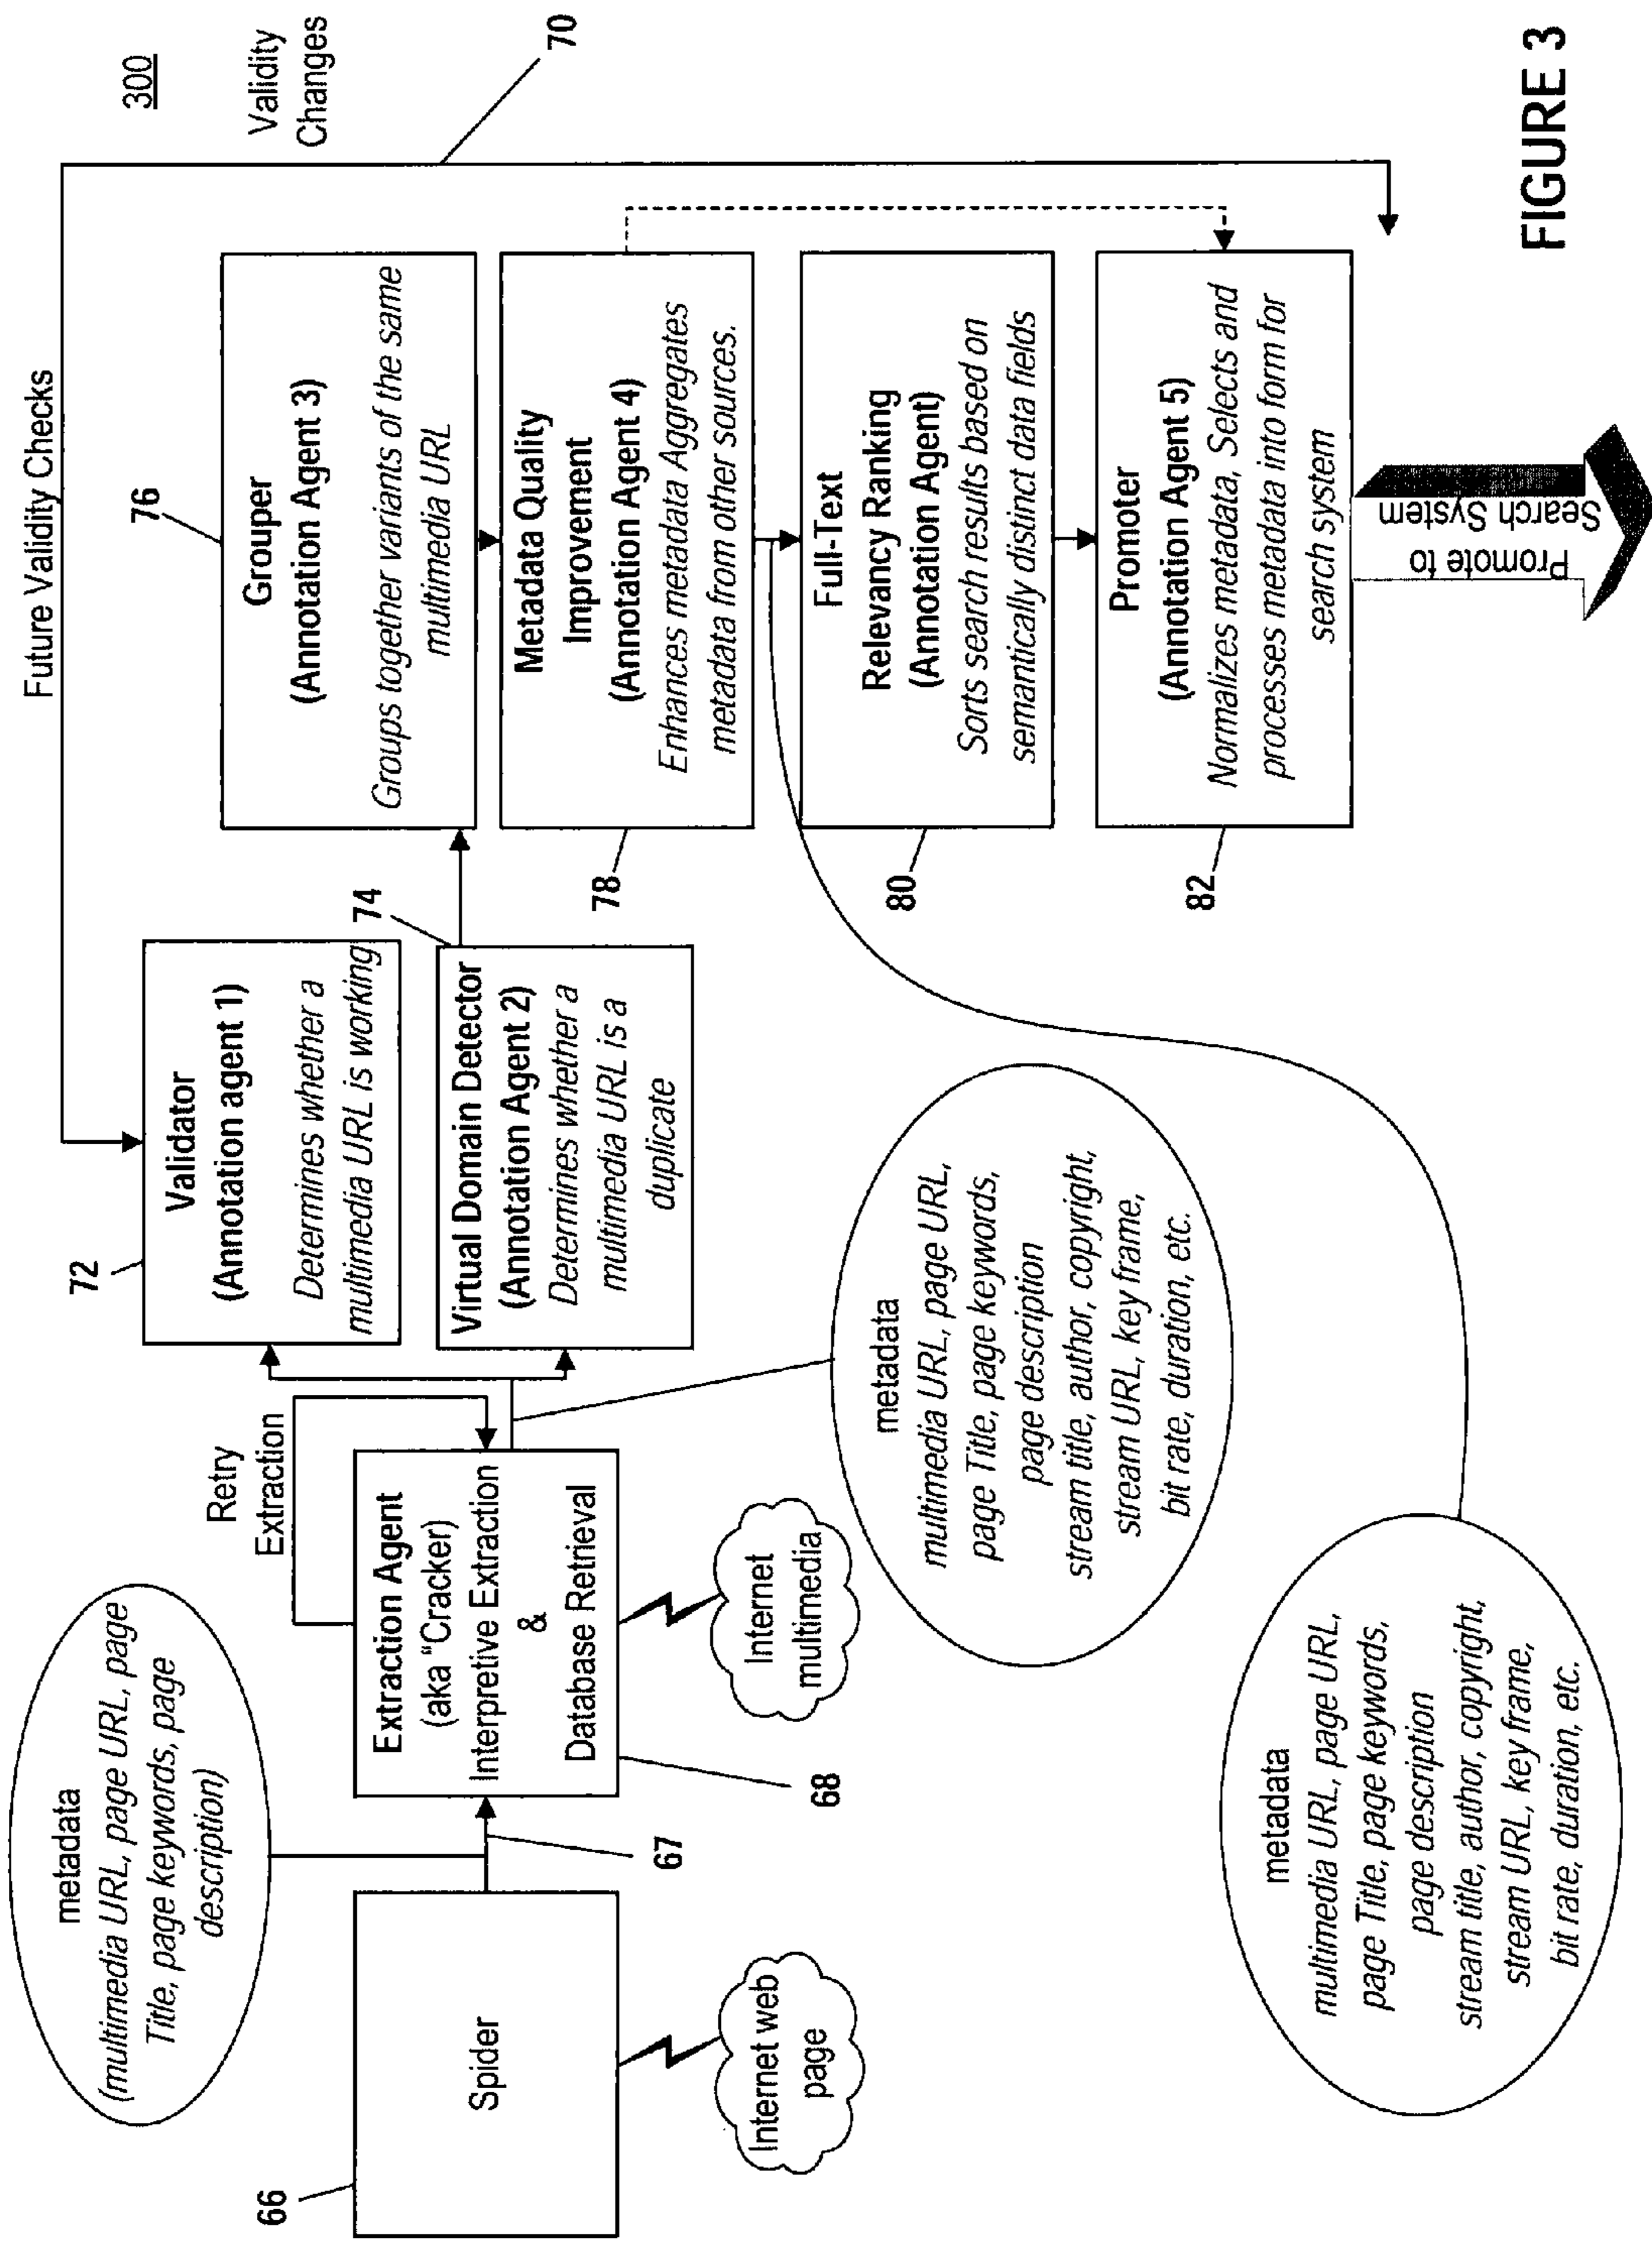 Future Validity Checks
300
Validity
Changes
70
76
Grouper
(Annotation Agent 3)
Groups together variants of the same
multimedia URL
72
Validator
(Annotation agent 1)
Determines whether a
multimedia URL is working
74
Virtual Domain Detector
(Annotation Agent 2)
Determines whether a
multimedia URL is a
duplicate
Metadata Quality
Improvement
(Annotation Agent 4)
Enhances metadata Aggregates
metadata from other sources.
78
Full-Text
Relevancy Ranking
(Annotation Agent)
Sorts search results based on
semantically distinct data fields
80
Promoter
(Annotation Agent 5)
Normalizes metadata, Selects and
processes metadata into form for
search system
82
Promote to
Search System
metadata
(multimedia URL, page URL, page
Title, page keywords, page
description)
Retry
Extraction
Extraction Agent
(aka "Cracker)
Interpretive Extraction
&
Database Retrieval
68
67
66
Spider
Internet web
page
Internet
multimedia
metadata
multimedia URL, page URL,
page Title, page keywords,
page description
stream title, author, copyright,
stream URL, key frame,
bit rate, duration, etc.
metadata
multimedia URL, page URL,
page Title, page keywords,
page description
stream title, author, copyright,
stream URL, key frame,
bit rate, duration, etc.
FIGURE 3